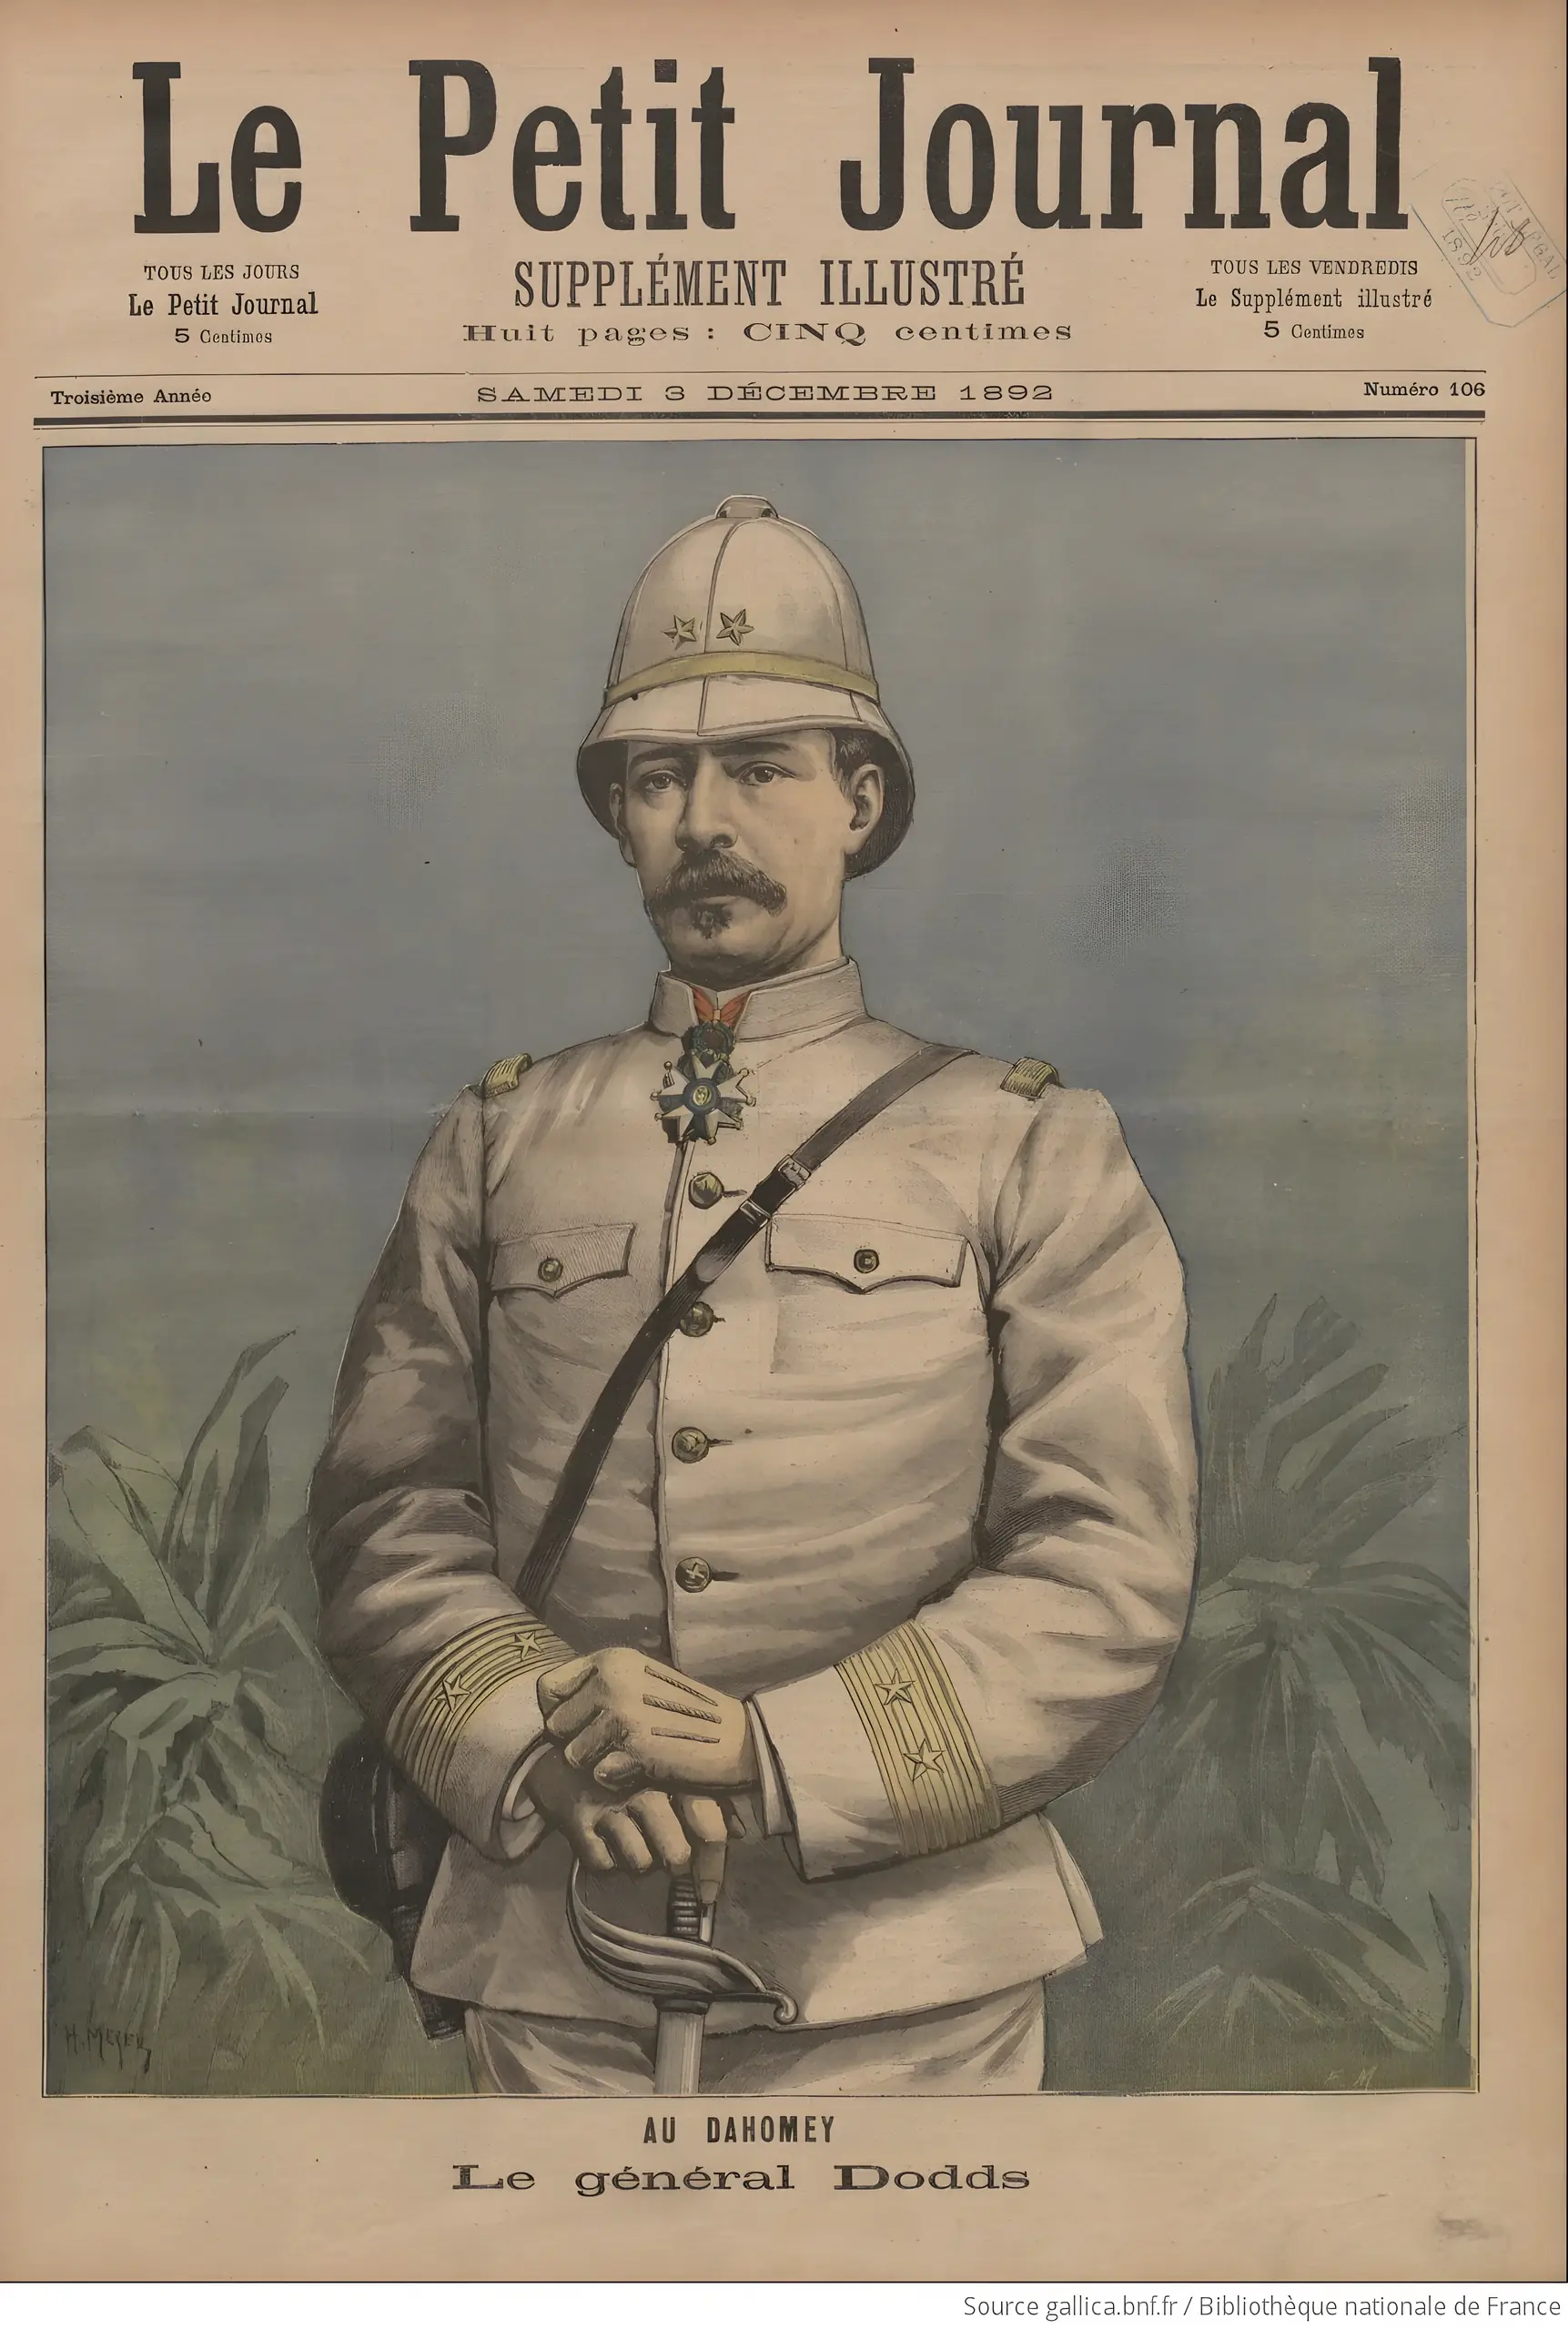 Le Petit Journal
TOUS LES JOURS
Le Petit Journal
5 Centimes
SUPPLÉMENT ILLUSTRÉ
Huit pages : CINQ centimes
TOUS LES VENDREDIS
Le Supplément illustré
5 Centimes
Troisième Année
SAMEDI 3 DÉCEMBRE 1892
Numéro 106
1892
H. MEYER
F. M
AU DAHOMEY
Le général Dodds
Source gallica.bnf.fr / Bibliothèque nationale de France